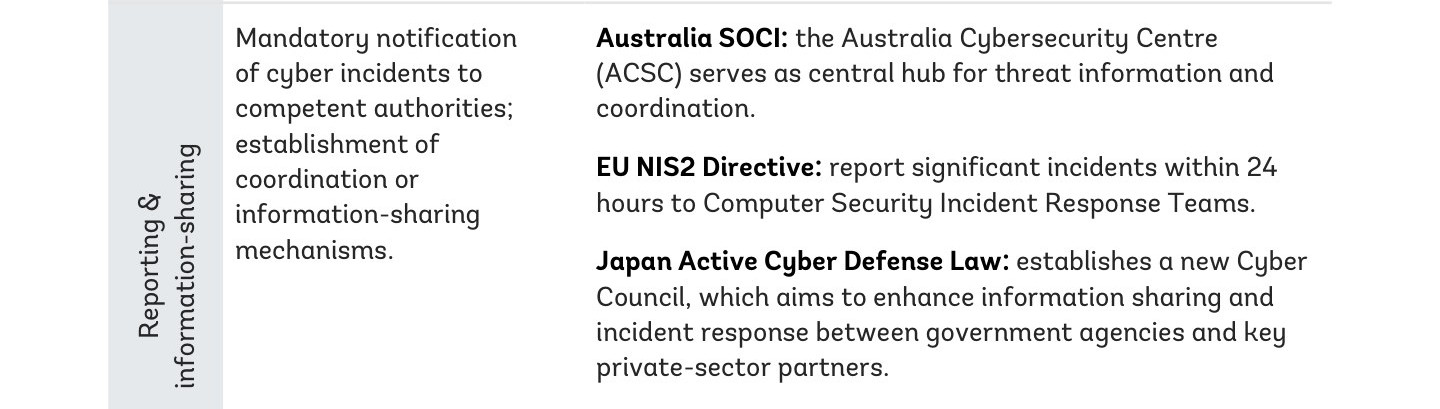 Reporting &
information-sharing
Mandatory notification
of cyber incidents to
competent authorities;
establishment of
coordination or
information-sharing
mechanisms.
Australia SOCI: the Australia Cybersecurity Centre
(ACSC) serves as central hub for threat information and
coordination.
EU NIS2 Directive: report significant incidents within 24
hours to Computer Security Incident Response Teams.
Japan Active Cyber Defense Law: establishes a new Cyber
Council, which aims to enhance information sharing and
incident response between government agencies and key
private-sector partners.